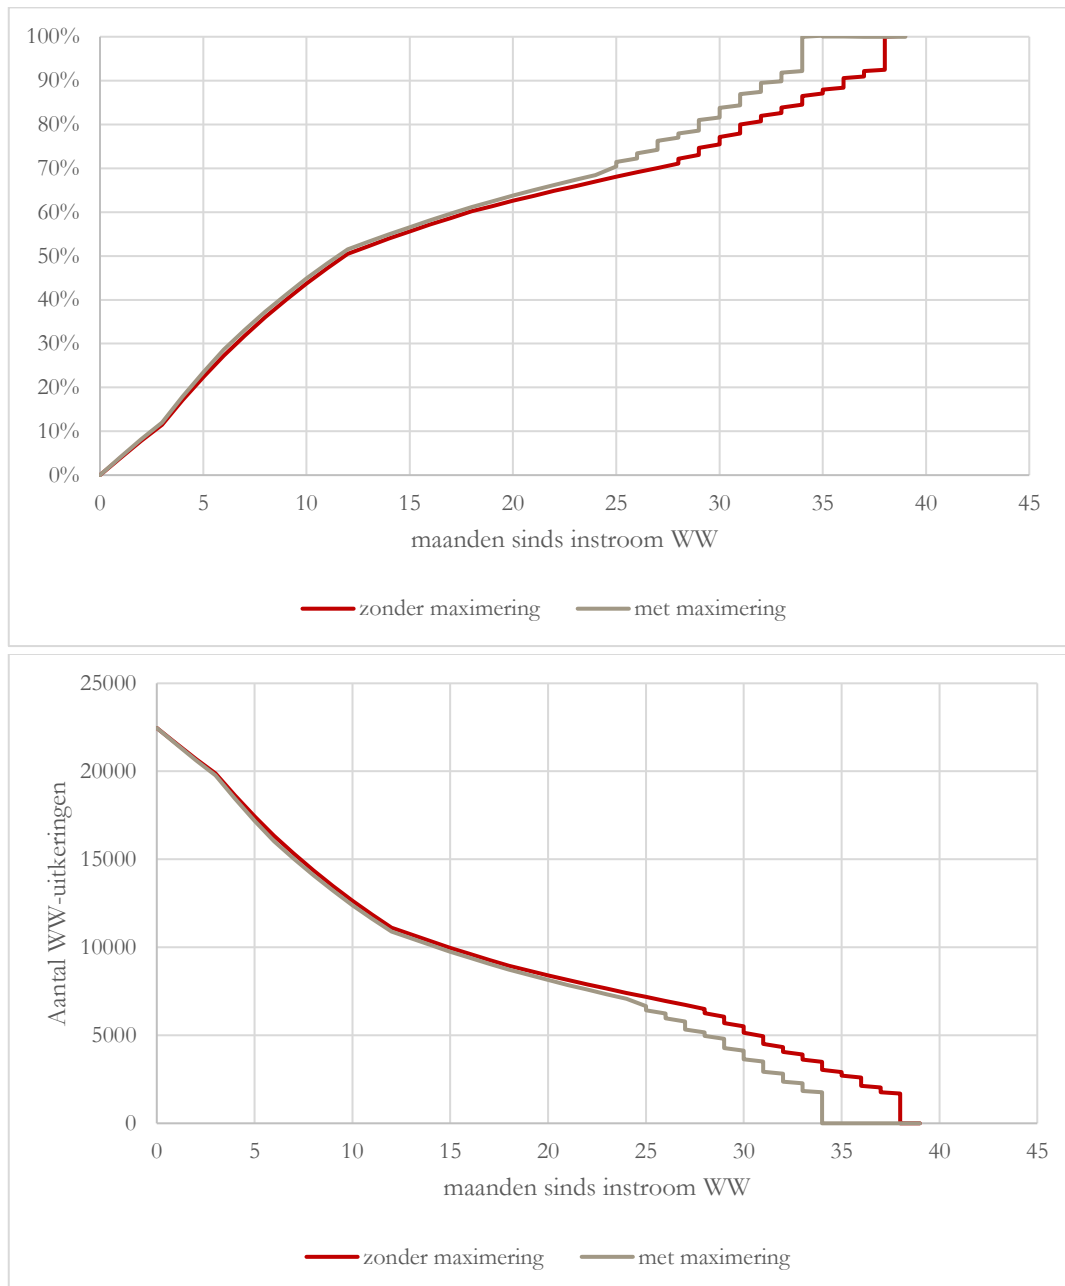 100%
90%
80%
70%
60%
50%
40%
30%
20%
10%
0%
0 5 10 15 20 25 30 35 40 45
maanden sinds instroom WW
zonder maximering met maximering
25000
20000
15000
10000
5000
0
Aantal WW-uitkeringen
0 5 10 15 20 25 30 35 40 45
maanden sinds instroom WW
zonder maximering met maximering